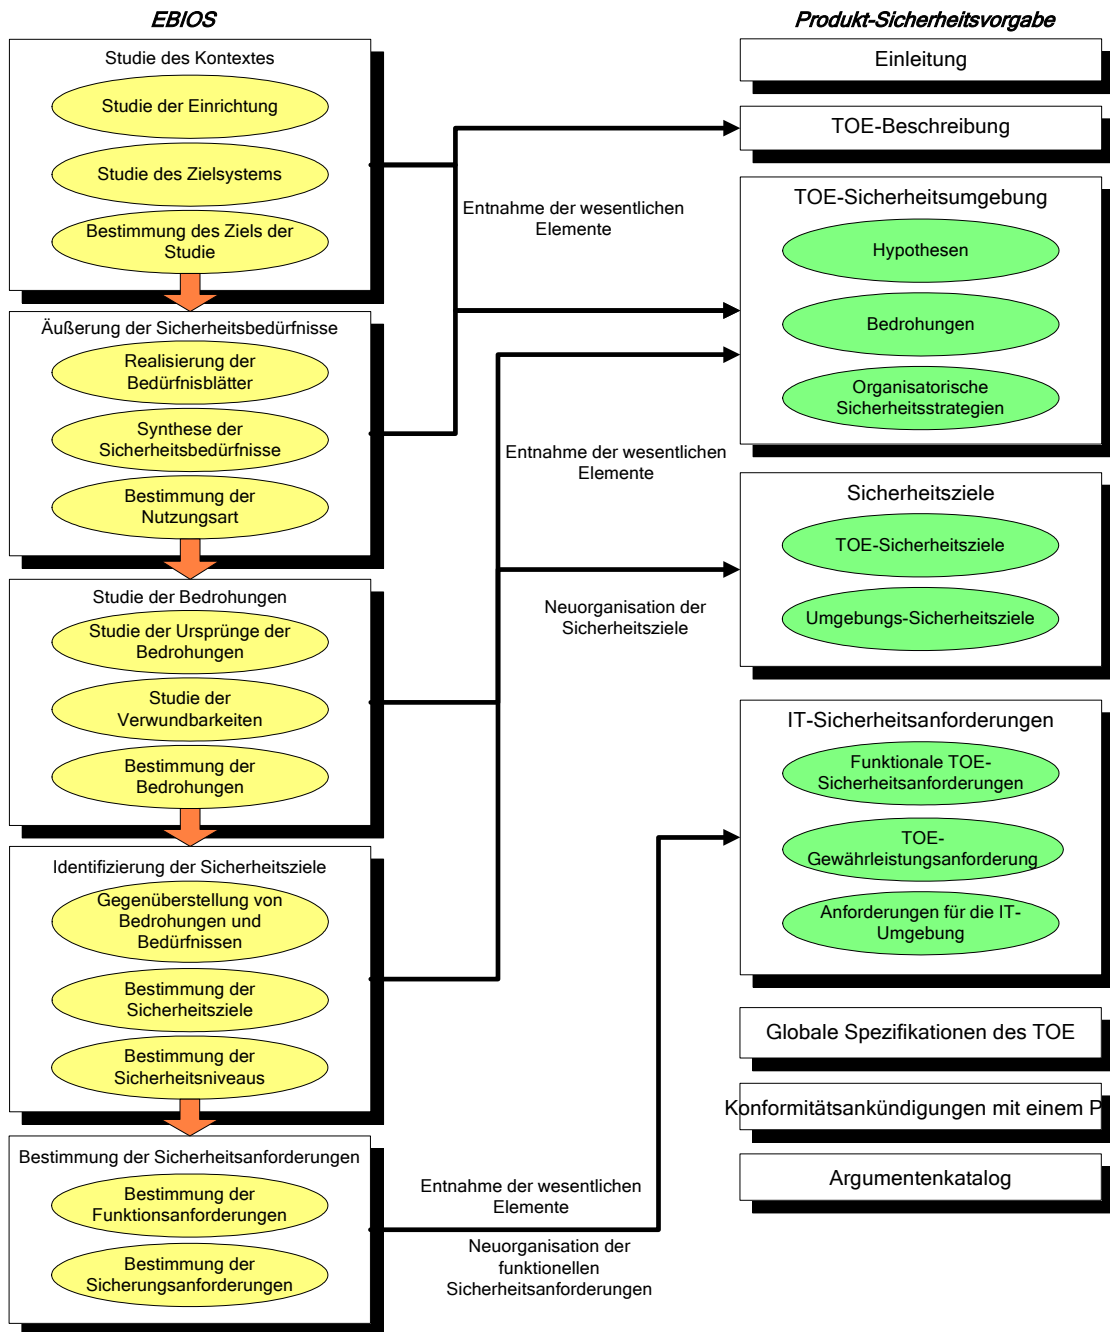 EBIOS
Studie des Kontextes
Studie der Einrichtung
Studie des Zielsystems
Bestimmung des Ziels der
Studie
Äußerung der Sicherheitsbedürfnisse
Realisierung der
Bedürfnisblätter
Synthese der
Sicherheitsbedürfnisse
Bestimmung der
Nutzungsart
Studie der Bedrohungen
Studie der Ursprünge der
Bedrohungen
Studie der
Verwundbarkeiten
Bestimmung der
Bedrohungen
Identifizierung der Sicherheitsziele
Gegenüberstellung von
Bedrohungen und
Bedürfnissen
Bestimmung der
Sicherheitsziele
Bestimmung der
Sicherheitsniveaus
Bestimmung der Sicherheitsanforderungen
Bestimmung der
Funktionsanforderungen
Bestimmung der
Sicherungsanforderungen
Entnahme der wesentlichen
Elemente
Entnahme der wesentlichen
Elemente
Neuorganisation der
Sicherheitsziele
Entnahme der wesentlichen
Elemente
Neuorganisation der
funktionellen
Sicherheitsanforderungen
Produkt-Sicherheitsvorgabe
Einleitung
TOE-Beschreibung
TOE-Sicherheitsumgebung
Hypothesen
Bedrohungen
Organisatorische
Sicherheitsstrategien
Sicherheitsziele
TOE-Sicherheitsziele
Umgebungs-Sicherheitsziele
IT-Sicherheitsanforderungen
Funktionale TOE-
Sicherheitsanforderungen
TOE-
Gewährleistungsanforderung
Anforderungen für die IT-
Umgebung
Globale Spezifikationen des TOE
Konformitätsankündigungen mit einem P
Argumentenkatalog